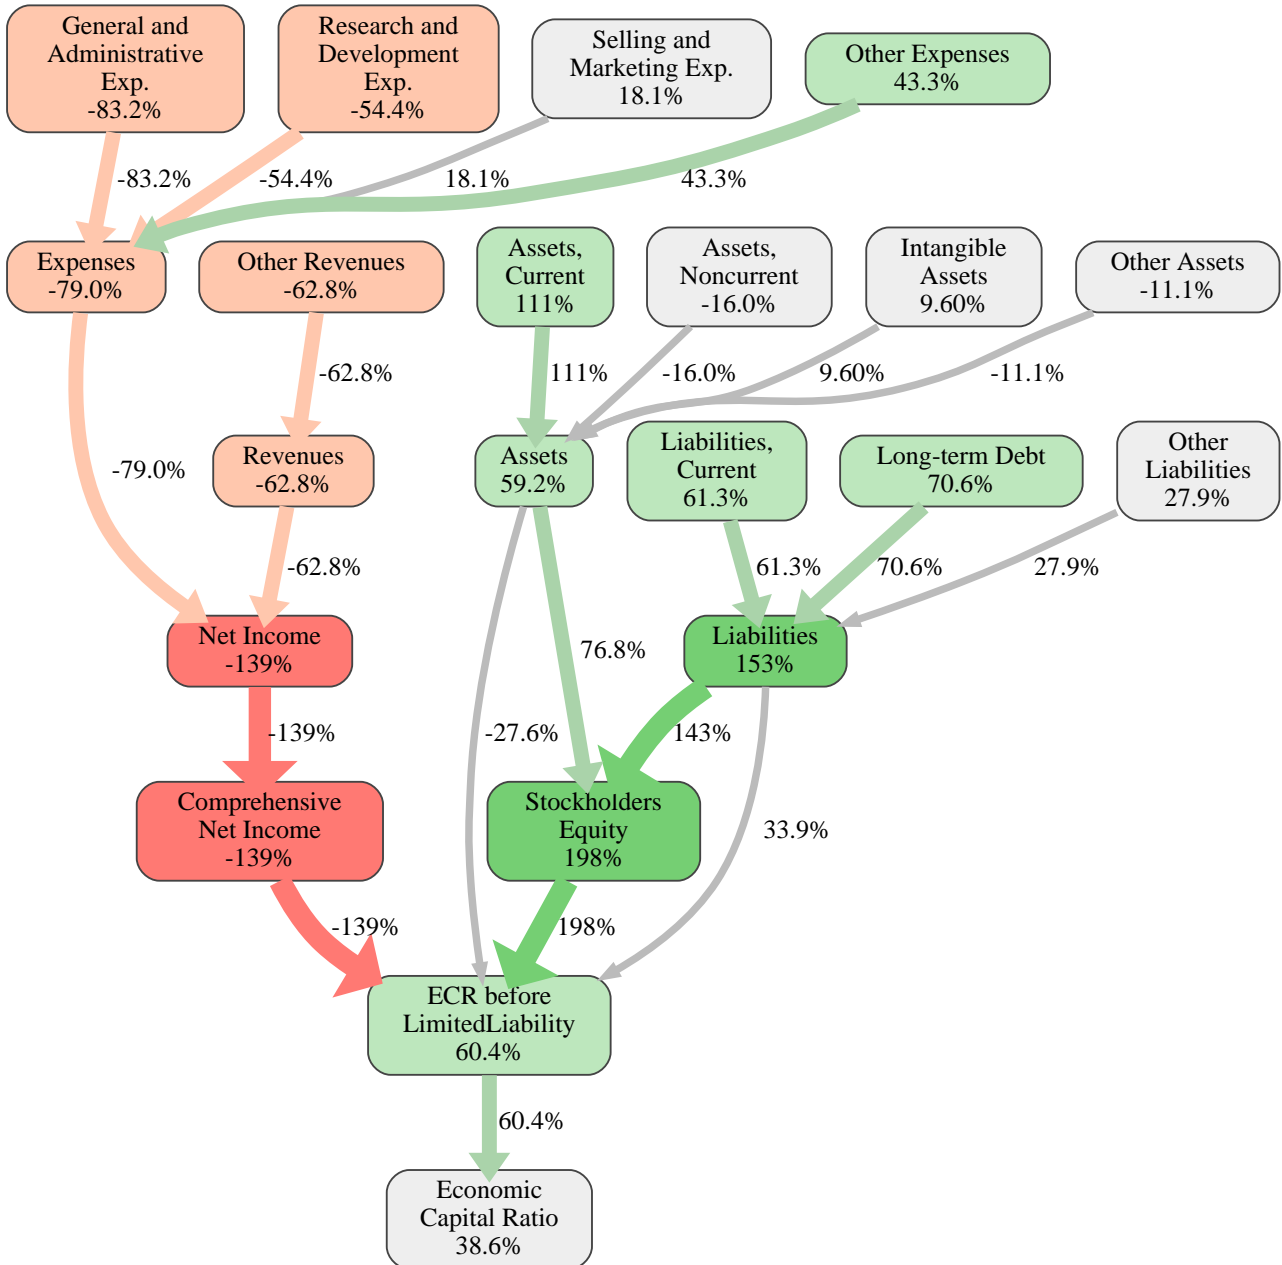 General and
Administrative
Exp.
-83.2%
Research and
Development
Exp.
-54.4%
Selling and
Marketing Exp.
18.1%
Other Expenses
43.3%
-83.2%
-54.4%
18.1%
43.3%
Expenses
-79.0%
Other Revenues
-62.8%
Assets,
Current
111%
Assets,
Noncurrent
-16.0%
Intangible
Assets
9.60%
Other Assets
-11.1%
-62.8%
111%
-16.0%
9.60%
-11.1%
-79.0%
Revenues
-62.8%
Assets
59.2%
Liabilities,
Current
61.3%
Long-term Debt
70.6%
Other
Liabilities
27.9%
-62.8%
61.3%
70.6%
27.9%
Net Income
-139%
76.8%
Liabilities
153%
-139%
-27.6%
143%
Comprehensive
Net Income
-139%
Stockholders
Equity
198%
33.9%
-139%
198%
ECR before
LimitedLiability
60.4%
60.4%
Economic
Capital Ratio
38.6%